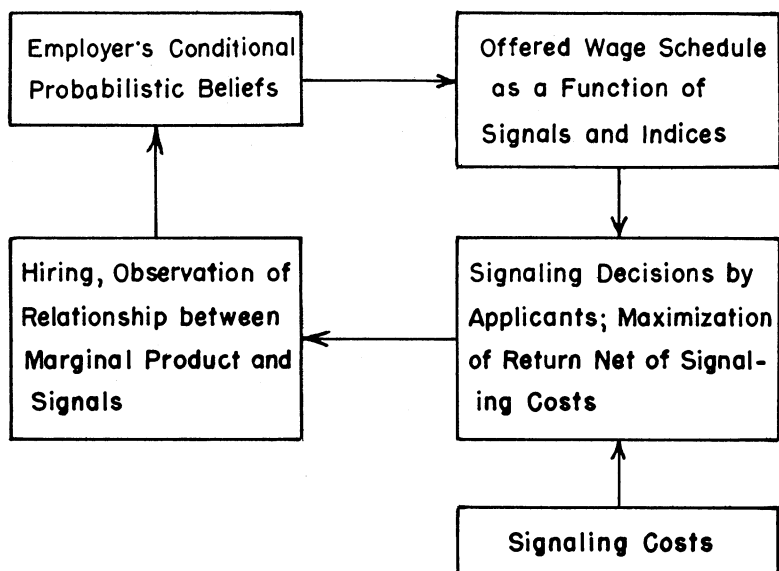 Employer's Conditional
Probabilistic Beliefs
Offered Wage Schedule
as a Function of
Signals and Indices
Hiring, Observation of
Relationship between
Marginal Product and
Signals
Signaling Decisions by
Applicants; Maximization
of Return Net of Signal-
ing Costs
Signaling Costs